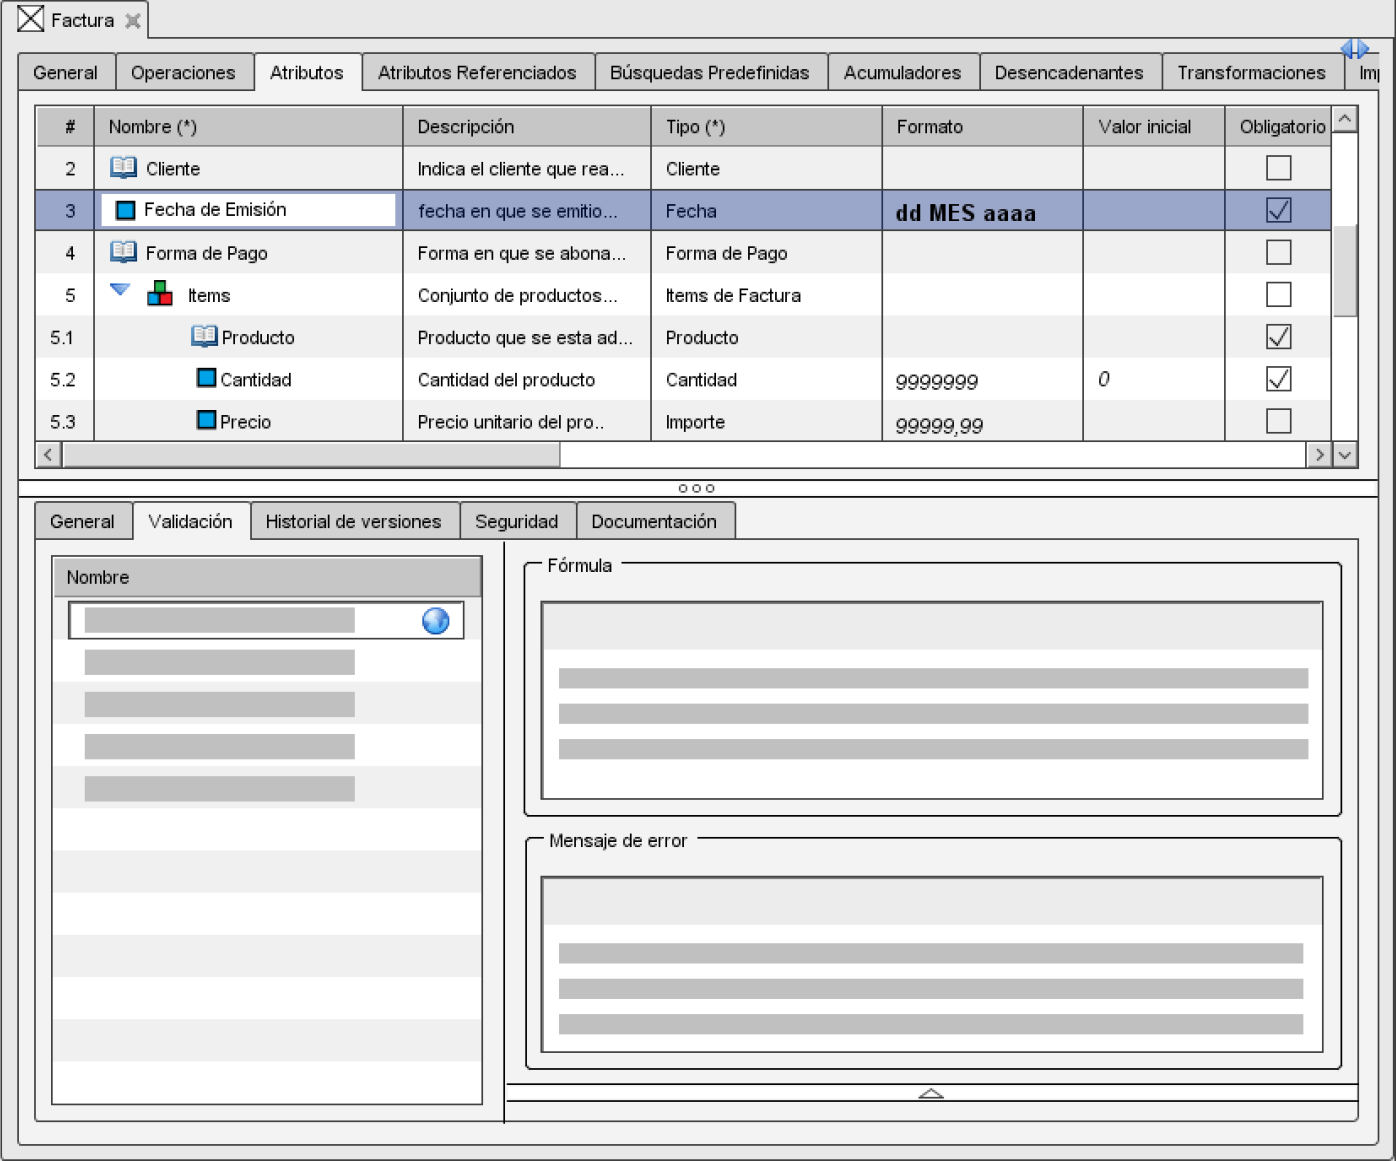 Factura
General Operaciones Atributos Atributos Referenciados Búsquedas Predefinidas Acumuladores Desencadenantes Transformaciones
# Nombre (*) Descripción Tipo (*) Formato Valor inicial Obligatorio
2 Cliente Indica el cliente que rea... Cliente
3 Fecha de Emisión fecha en que se emitio... Fecha dd MES aaaa
4 Forma de Pago Forma en que se abona... Forma de Pago
5 Items Conjunto de productos... Items de Factura
5.1 Producto Producto que se esta ad... Producto
5.2 Cantidad Cantidad del producto Cantidad 9999999 0
5.3 Precio Precio unitario del pro.. Importe 99999,99
General Validación Historial de versiones Seguridad Documentación
Nombre
Fórmula
Mensaje de error